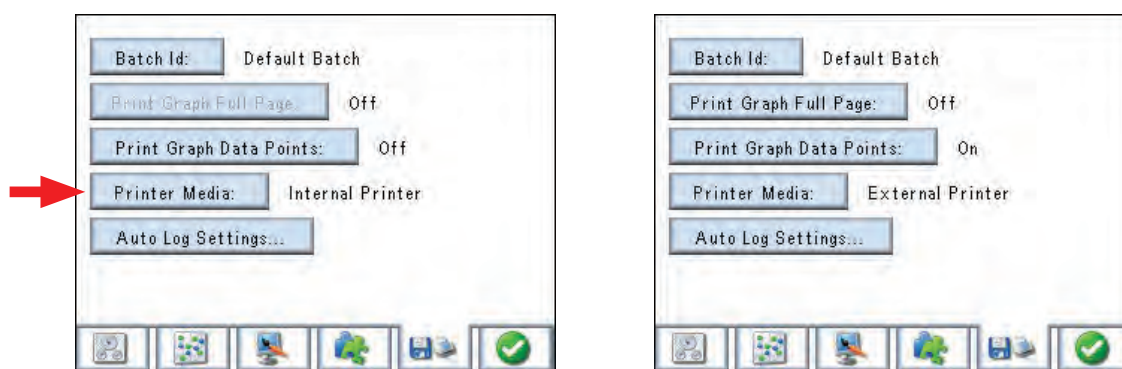 Batch Id: Default Batch
Print Graph Full Page: Off
Print Graph Data Points: Off
Printer Media: Internal Printer
Auto Log Settings...
Batch Id: Default Batch
Print Graph Full Page: Off
Print Graph Data Points: On
Printer Media: External Printer
Auto Log Settings...